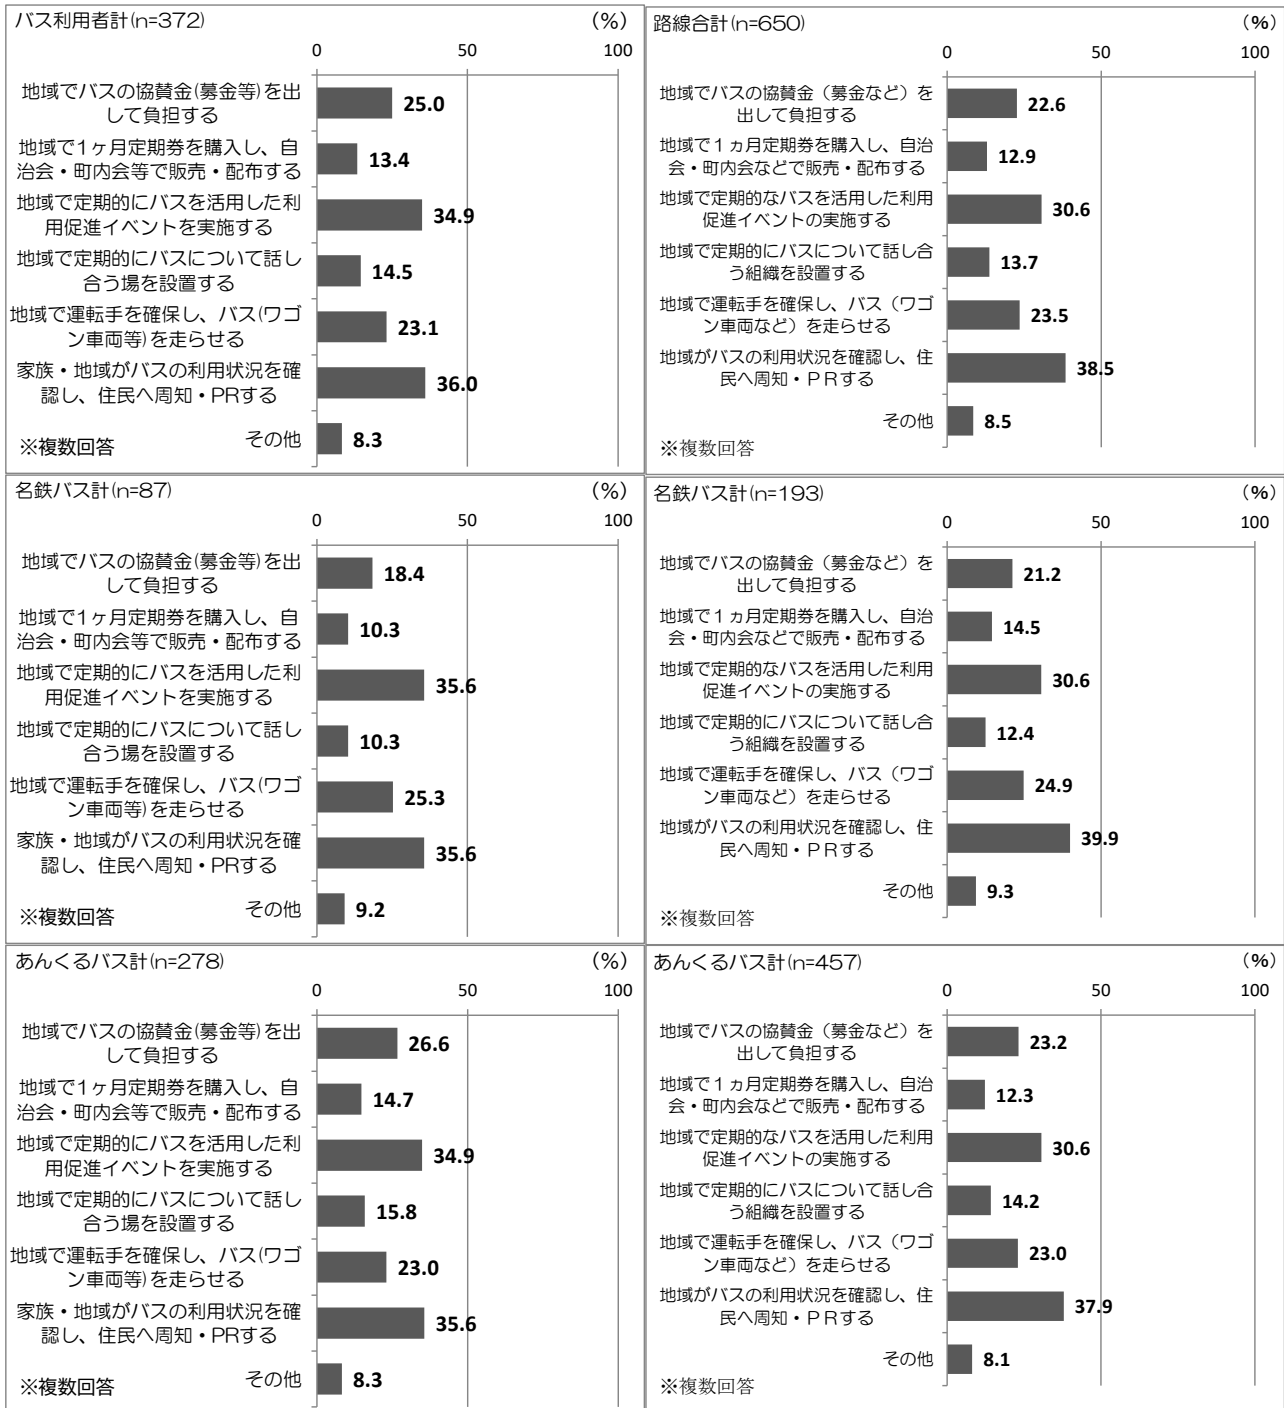 バス利用者計(n=372)
(%)
0 50 100
地域でバスの協賛金(募金等)を出
して負担する
25.0
地域で1ヶ月定期券を購入し、自
治会・町内会等で販売・配布する
13.4
地域で定期的にバスを活用した利
用促進イベントを実施する
34.9
地域で定期的にバスについて話し
合う場を設置する
14.5
地域で運転手を確保し、バス(ワゴ
ン車両等)を走らせる
23.1
家族・地域がバスの利用状況を確
認し、住民へ周知・PRする
36.0
その他
8.3
※複数回答
路線合計(n=650)
(%)
0 50 100
地域でバスの協賛金（募金など）を
出して負担する
22.6
地域で１ヵ月定期券を購入し、自治
会・町内会などで販売・配布する
12.9
地域で定期的なバスを活用した利用
促進イベントの実施する
30.6
地域で定期的にバスについて話し合
う組織を設置する
13.7
地域で運転手を確保し、バス（ワゴ
ン車両など）を走らせる
23.5
地域がバスの利用状況を確認し、住
民へ周知・ＰＲする
38.5
その他
8.5
※複数回答
名鉄バス計(n=87)
(%)
0 50 100
地域でバスの協賛金(募金等)を出
して負担する
18.4
地域で1ヶ月定期券を購入し、自
治会・町内会等で販売・配布する
10.3
地域で定期的にバスを活用した利
用促進イベントを実施する
35.6
地域で定期的にバスについて話し
合う場を設置する
10.3
地域で運転手を確保し、バス(ワゴ
ン車両等)を走らせる
25.3
家族・地域がバスの利用状況を確
認し、住民へ周知・PRする
35.6
その他
9.2
※複数回答
名鉄バス計(n=193)
(%)
0 50 100
地域でバスの協賛金（募金など）を
出して負担する
21.2
地域で１ヵ月定期券を購入し、自治
会・町内会などで販売・配布する
14.5
地域で定期的なバスを活用した利用
促進イベントの実施する
30.6
地域で定期的にバスについて話し合
う組織を設置する
12.4
地域で運転手を確保し、バス（ワゴ
ン車両など）を走らせる
24.9
地域がバスの利用状況を確認し、住
民へ周知・ＰＲする
39.9
その他
9.3
※複数回答
あんくるバス計(n=278)
(%)
0 50 100
地域でバスの協賛金(募金等)を出
して負担する
26.6
地域で1ヶ月定期券を購入し、自
治会・町内会等で販売・配布する
14.7
地域で定期的にバスを活用した利
用促進イベントを実施する
34.9
地域で定期的にバスについて話し
合う場を設置する
15.8
地域で運転手を確保し、バス(ワゴ
ン車両等)を走らせる
23.0
家族・地域がバスの利用状況を確
認し、住民へ周知・PRする
35.6
その他
8.3
※複数回答
あんくるバス計(n=457)
(%)
0 50 100
地域でバスの協賛金（募金など）を
出して負担する
23.2
地域で１ヵ月定期券を購入し、自治
会・町内会などで販売・配布する
12.3
地域で定期的なバスを活用した利用
促進イベントの実施する
30.6
地域で定期的にバスについて話し合
う組織を設置する
14.2
地域で運転手を確保し、バス（ワゴ
ン車両など）を走らせる
23.0
地域がバスの利用状況を確認し、住
民へ周知・ＰＲする
37.9
その他
8.1
※複数回答